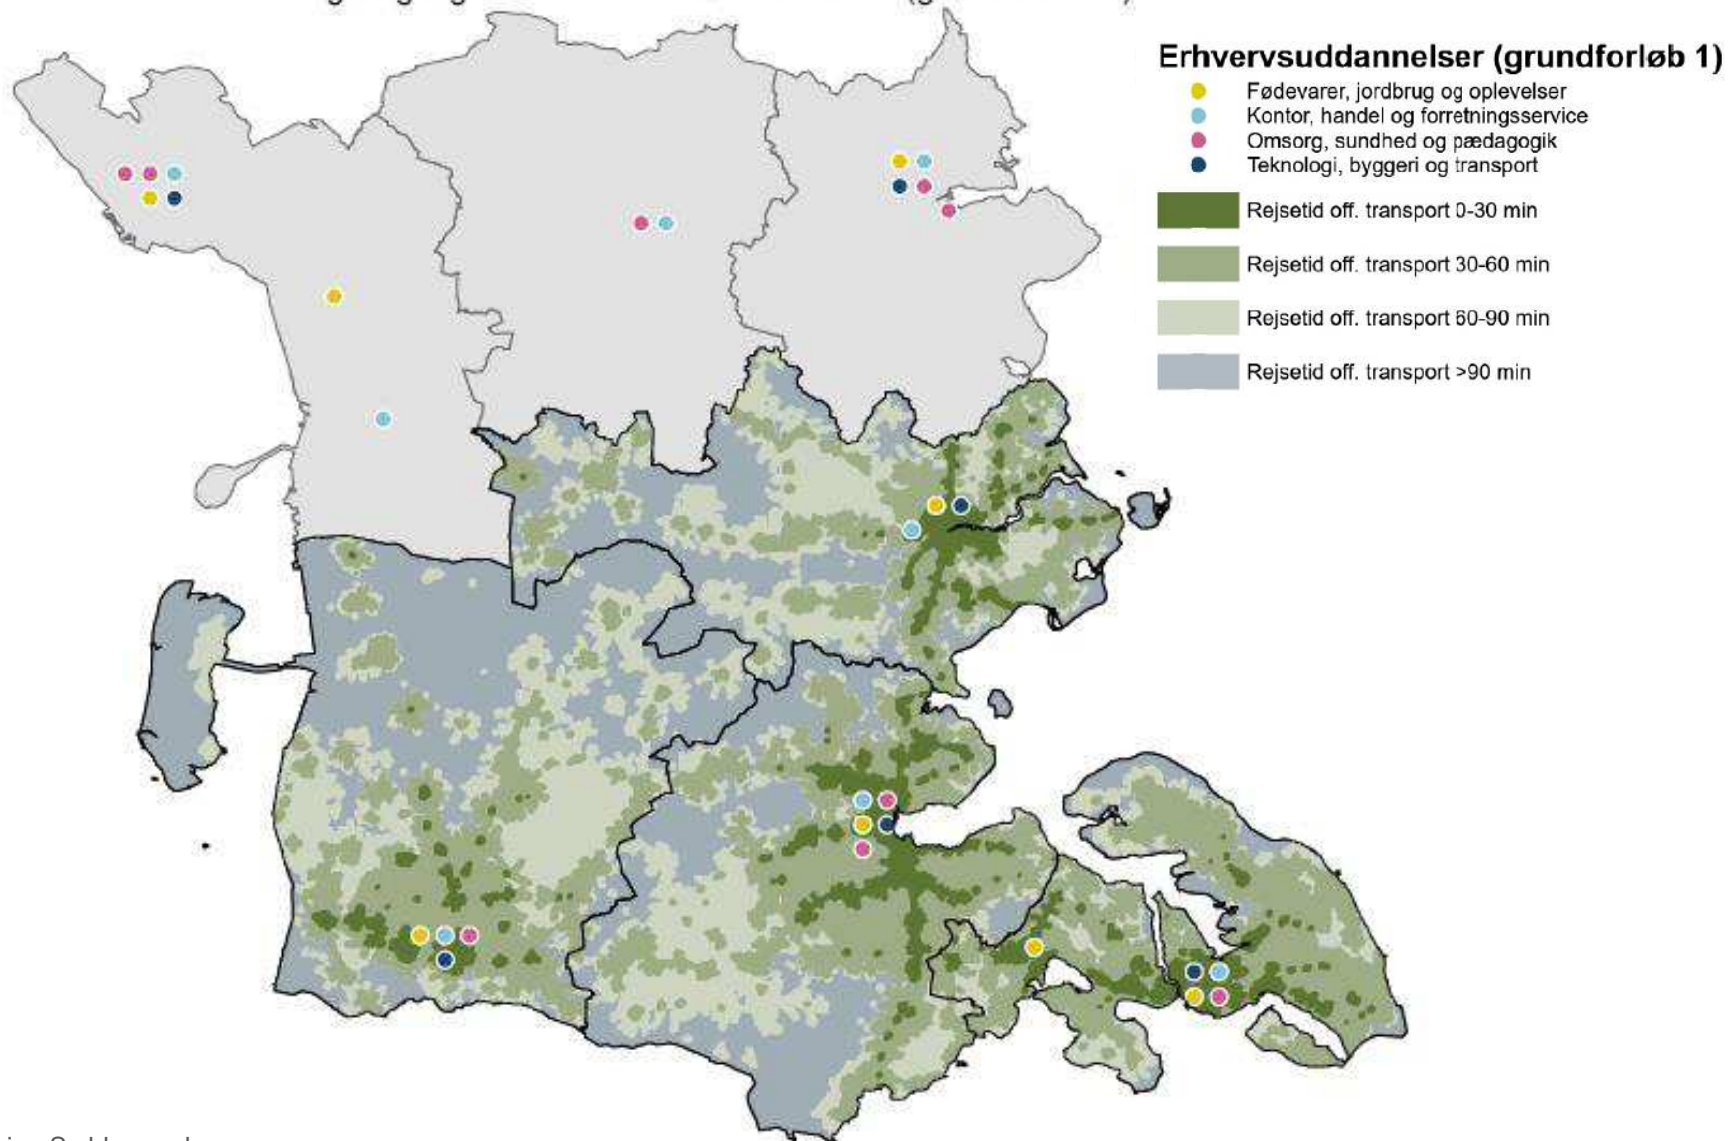 Erhvervsuddannelser (grundforløb 1)
Fødevarer, jordbrug og oplevelser
Kontor, handel og forretningsservice
Omsorg, sundhed og pædagogik
Teknologi, byggeri og transport
Rejsetid off. transport 0-30 min
Rejsetid off. transport 30-60 min
Rejsetid off. transport 60-90 min
Rejsetid off. transport >90 min